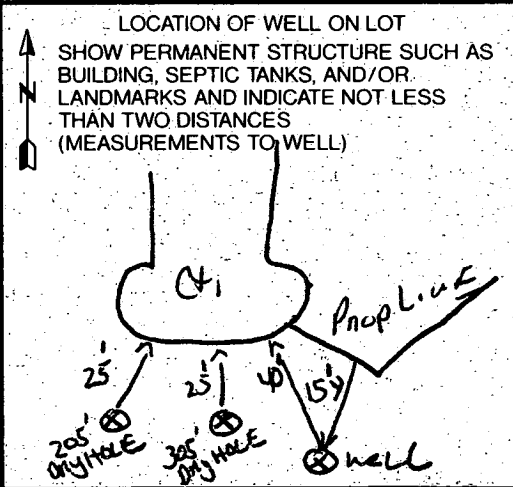 LOCATION OF WELL ON LOT
SHOW PERMANENT STRUCTURE SUCH AS
BUILDING, SEPTIC TANKS, AND/OR
N LANDMARKS AND INDICATE NOT LESS
THAN TWO DISTANCES
(MEASUREMENTS TO WELL)
Ct,
Prop Line
25'
25'
40'
15'
205'
Dry HOLE
305'
Dry HOLE
well